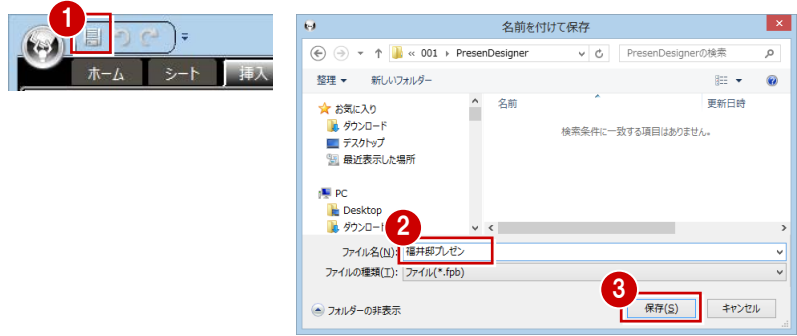 1
ホーム シート 挿入
名前を付けて保存
« 001 PresenDesigner
PresenDesignerの検索
整理 新しいフォルダー
お気に入り
ダウンロード
デスクトップ
最近表示した場所
PC
Desktop
ダウンロード
名前 更新日時
検索条件に一致する項目はありません。
2
ファイル名(N): 福井邸プレゼン
ファイルの種類(T): ファイル(*.fpb)
3
フォルダーの非表示
保存(S) キャンセル